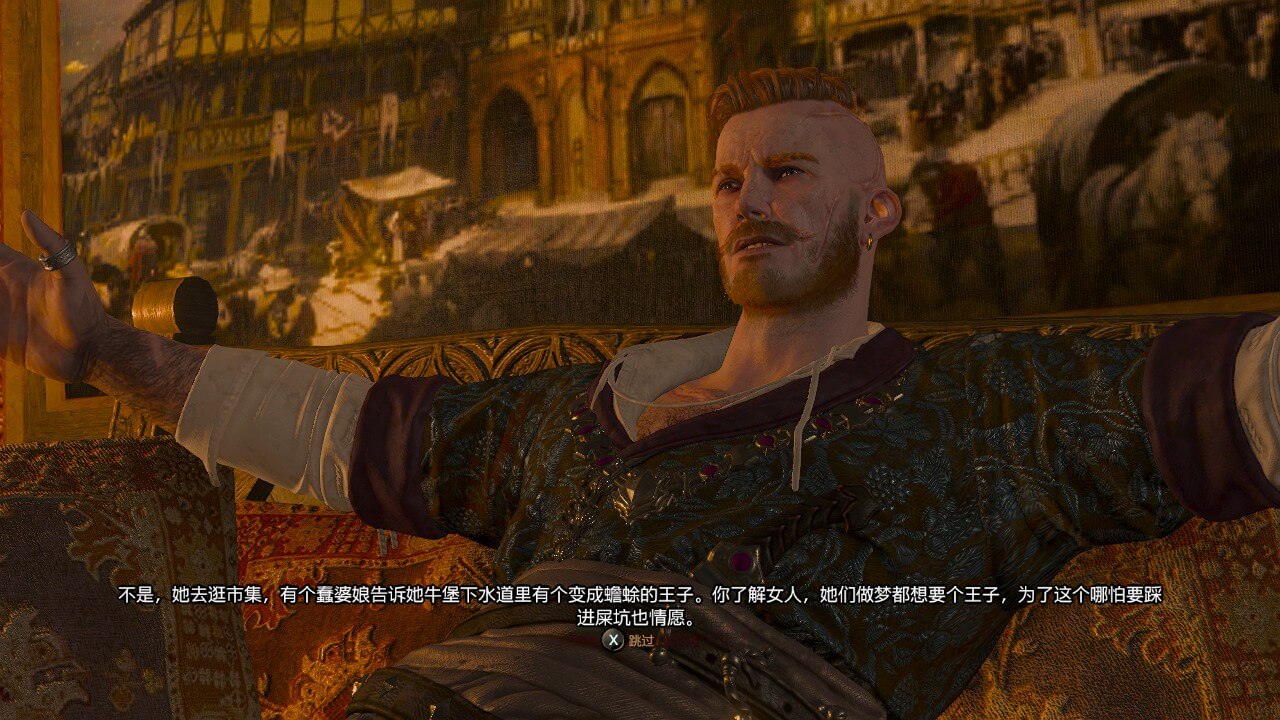 不是，她去逛市集，有个蠢婆娘告诉她牛堡下水道里有个变成蟾蜍的王子。你了解女人，她们做梦都想要个王子，为了这个哪怕要踩
进屎坑也情愿。
X 跳过